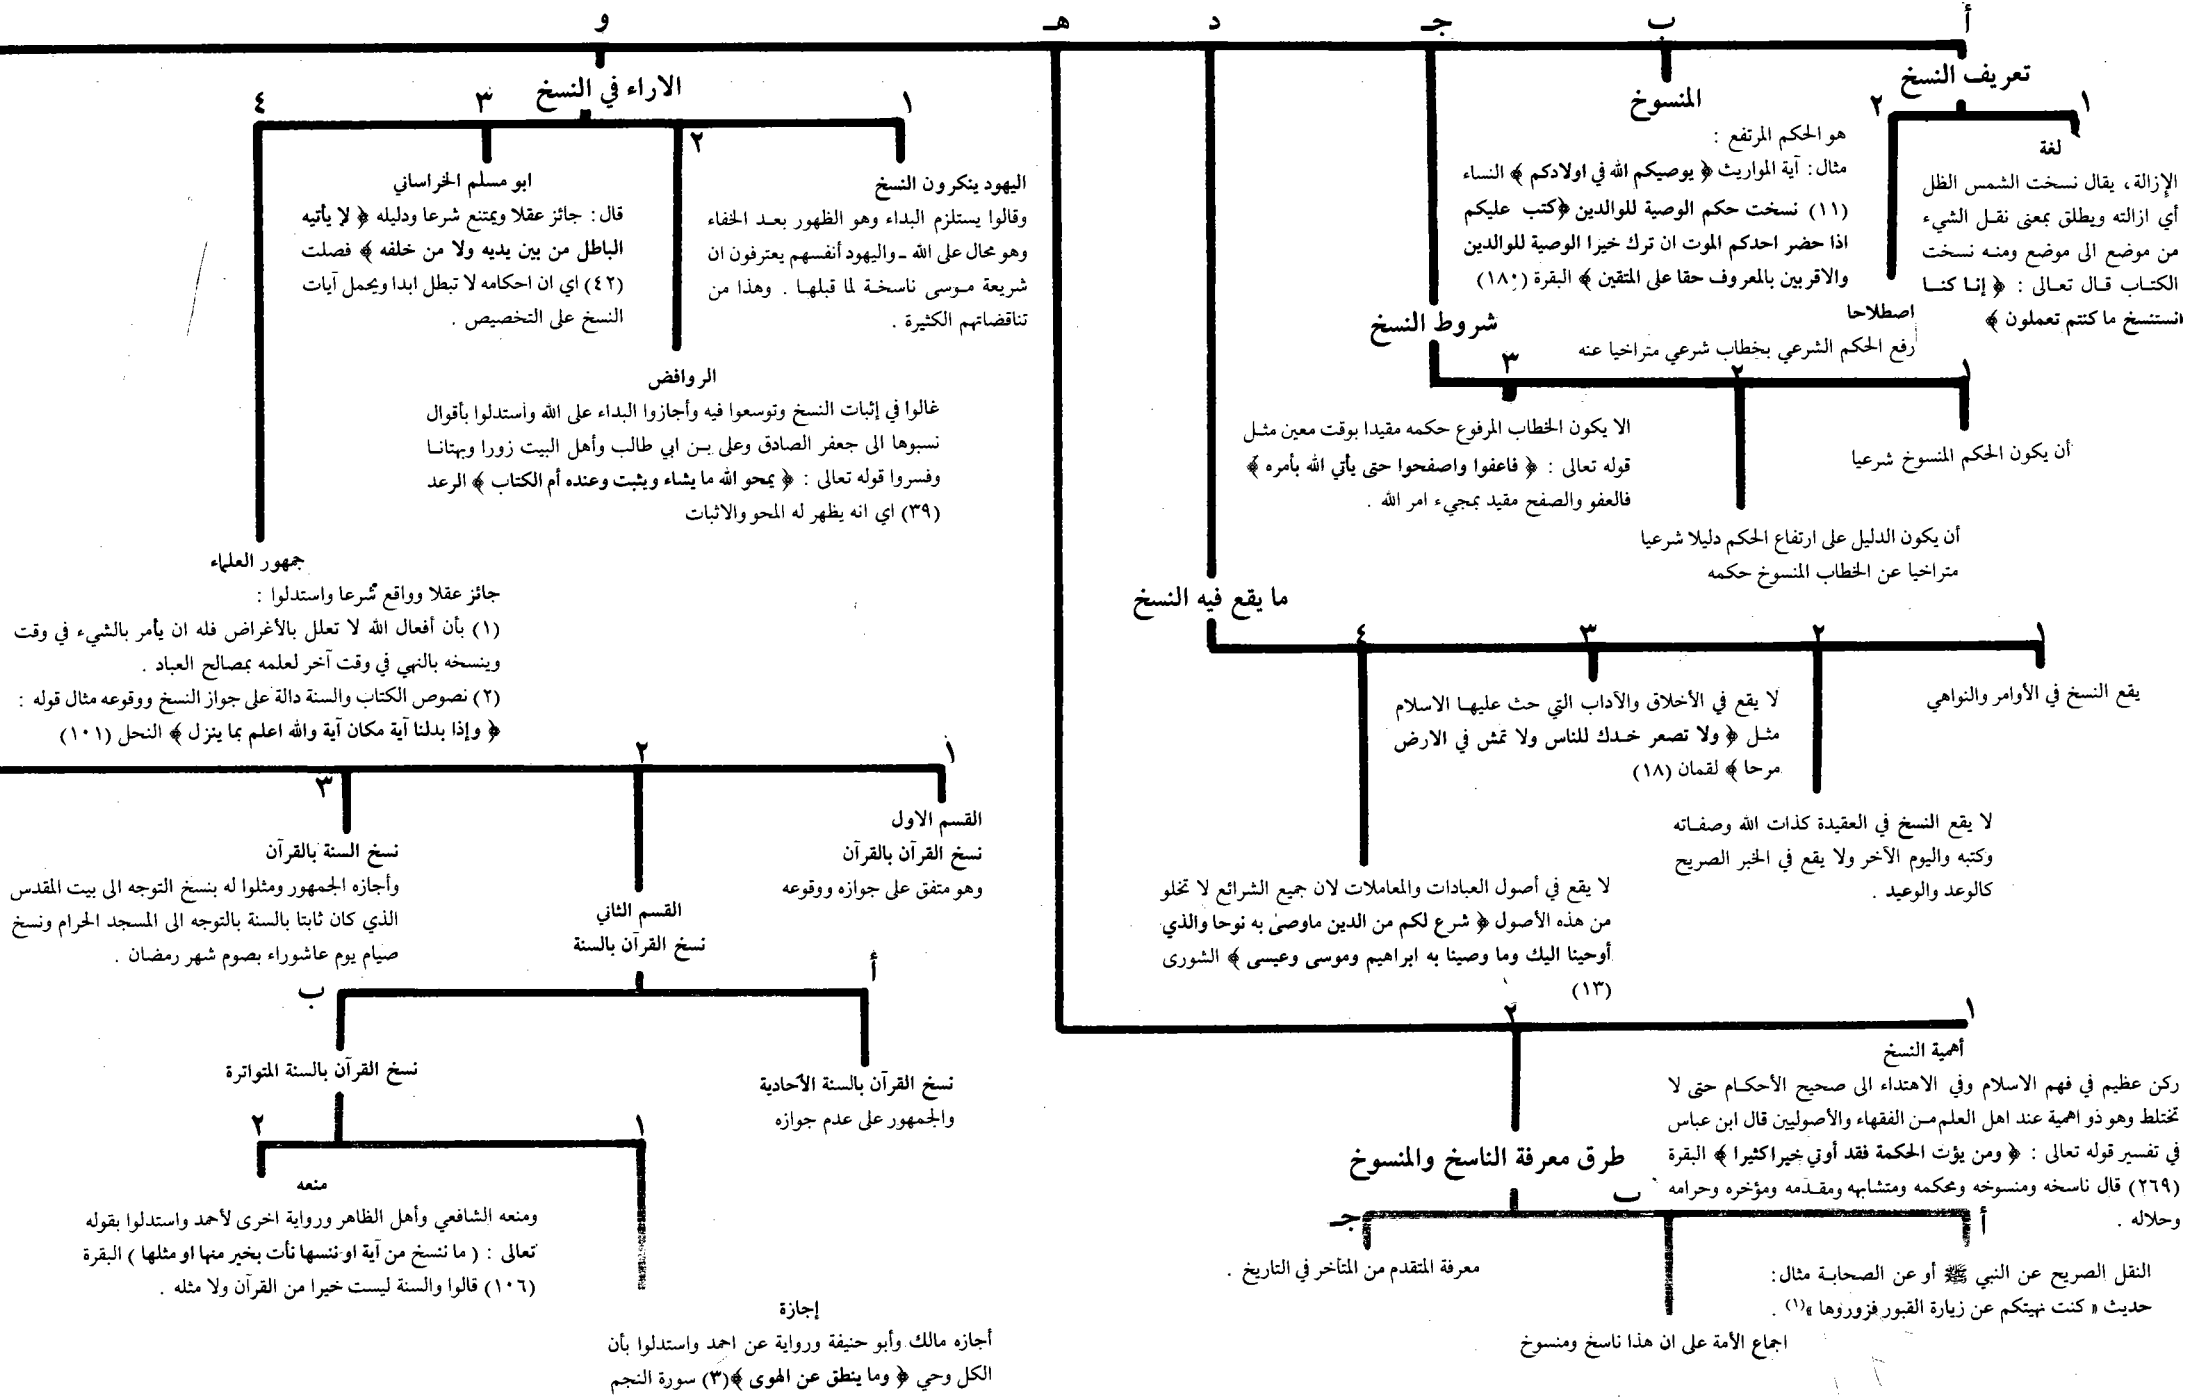 أ
ب
جـ
د
هـ
و
تعريف النسخ
١
٢
لغة
الإزالة، يقال نسخت الشمس الظل
أي ازالته ويطلق بمعنى نقل الشيء
من موضع الى موضع ومنه نسخت
الكتاب قال تعالى : ﴿ إنا كنا
نستنسخ ما كنتم تعملون ﴾
اصطلاحا
رفع الحكم الشرعي بخطاب شرعي متراخيا عنه
المنسوخ
هو الحكم المرتفع :
مثال : آية المواريث ﴿ يوصيكم الله في اولادكم ﴾ النساء
(١١) نسخت حكم الوصية للوالدين ﴿كتب عليكم
اذا حضر احدكم الموت ان ترك خيرا الوصية للوالدين
والاقربين بالمعروف حقا على المتقين ﴾ البقرة (١٨٠)
شروط النسخ
١
٢
٣
أن يكون الحكم المنسوخ شرعيا
أن يكون الدليل على ارتفاع الحكم دليلا شرعيا
متراخيا عن الخطاب المنسوخ حكمه
الا يكون الخطاب المرفوع حكمه مقيدا بوقت معين مثل
قوله تعالى : ﴿ فاعفوا واصفحوا حتى يأتي الله بأمره ﴾
فالعفو والصفح مقيد بمجيء امر الله .
ما يقع فيه النسخ
١
٢
٣
٤
يقع النسخ في الأوامر والنواهي
لا يقع النسخ في العقيدة كذات الله وصفاته
وكتبه واليوم الآخر ولا يقع في الخبر الصريح
كالوعد والوعيد .
لا يقع في الأخلاق والآداب التي حث عليها الاسلام
مثل ﴿ ولا تصعر خدك للناس ولا تمش في الارض
مرحا ﴾ لقمان (١٨)
لا يقع في أصول العبادات والمعاملات لان جميع الشرائع لا تخلو
من هذه الأصول ﴿ شرع لكم من الدين ماوصى به نوحا والذي
أوحينا اليك وما وصينا به ابراهيم وموسى وعيسى ﴾ الشورى
(١٣)
١
٢
أهمية النسخ
ركن عظيم في فهم الاسلام وفي الاهتداء الى صحيح الأحكام حتى لا
تختلط وهو ذو اهمية عند اهل العلم من الفقهاء والأصوليين قال ابن عباس
في تفسير قوله تعالى : ﴿ ومن يؤت الحكمة فقد أوتي خيراكثيرا ﴾ البقرة
(٢٦٩) قال ناسخه ومنسوخه ومحكمه ومتشابهه ومقدمه ومؤخره وحرامه
وحلاله .
طرق معرفة الناسخ والمنسوخ
أ
ب
جـ
النقل الصريح عن النبي ﷺ أو عن الصحابة مثال:
حديث « كنت نهيتكم عن زيارة القبور فزوروها »(١) .
اجماع الأمة على ان هذا ناسخ ومنسوخ
معرفة المتقدم من المتأخر في التاريخ .
الاراء في النسخ
١
٢
٣
٤
اليهود ينكرون النسخ
وقالوا يستلزم البداء وهو الظهور بعد الخفاء
وهو محال على الله ـ واليهود أنفسهم يعترفون ان
شريعة موسى ناسخة لما قبلها . وهذا من
تناقضاتهم الكثيرة .
الروافض
غالوا في إثبات النسخ وتوسعوا فيه وأجازوا البداء على الله واستدلوا بأقوال
نسبوها الى جعفر الصادق وعلى بن ابي طالب وأهل البيت زورا وبهتانا
وفسروا قوله تعالى : ﴿ يمحو الله ما يشاء ويثبت وعنده أم الكتاب ﴾ الرعد
(٣٩) اي انه يظهر له المحو والاثبات
ابو مسلم الخراساني
قال : جائز عقلا ويمتنع شرعا ودليله ﴿ لا يأتيه
الباطل من بين يديه ولا من خلفه ﴾ فصلت
(٤٢) اي ان احكامه لا تبطل ابدا ويحمل آيات
النسخ على التخصيص .
جمهور العلماء
جائز عقلا وواقع شرعا واستدلوا :
(١) بأن أفعال الله لا تعلل بالأغراض فله ان يأمر بالشيء في وقت
وينسخه بالنهي في وقت آخر لعلمه بمصالح العباد .
(٢) نصوص الكتاب والسنة دالة على جواز النسخ ووقوعه مثال قوله :
﴿ وإذا بدلنا آية مكان آية والله اعلم بما ينزل ﴾ النحل (١٠١)
١
٢
٣
القسم الاول
نسخ القرآن بالقرآن
وهو متفق على جوازه ووقوعه
القسم الثاني
نسخ القرآن بالسنة
نسخ السنة بالقرآن
وأجازه الجمهور ومثلوا له بنسخ التوجه الى بيت المقدس
الذي كان ثابتا بالسنة بالتوجه الى المسجد الحرام ونسخ
صيام يوم عاشوراء بصوم شهر رمضان .
أ
ب
نسخ القرآن بالسنة الآحادية
والجمهور على عدم جوازه
نسخ القرآن بالسنة المتواترة
١
٢
إجازة
أجازه مالك وأبو حنيفة ورواية عن احمد واستدلوا بأن
الكل وحي ﴿ وما ينطق عن الهوى ﴾(٣) سورة النجم
منعه
ومنعه الشافعي وأهل الظاهر ورواية اخرى لأحمد واستدلوا بقوله
تعالى : ( ما ننسخ من آية او ننسها نأت بخير منها او مثلها ) البقرة
(١٠٦) قالوا والسنة ليست خيرا من القرآن ولا مثله .